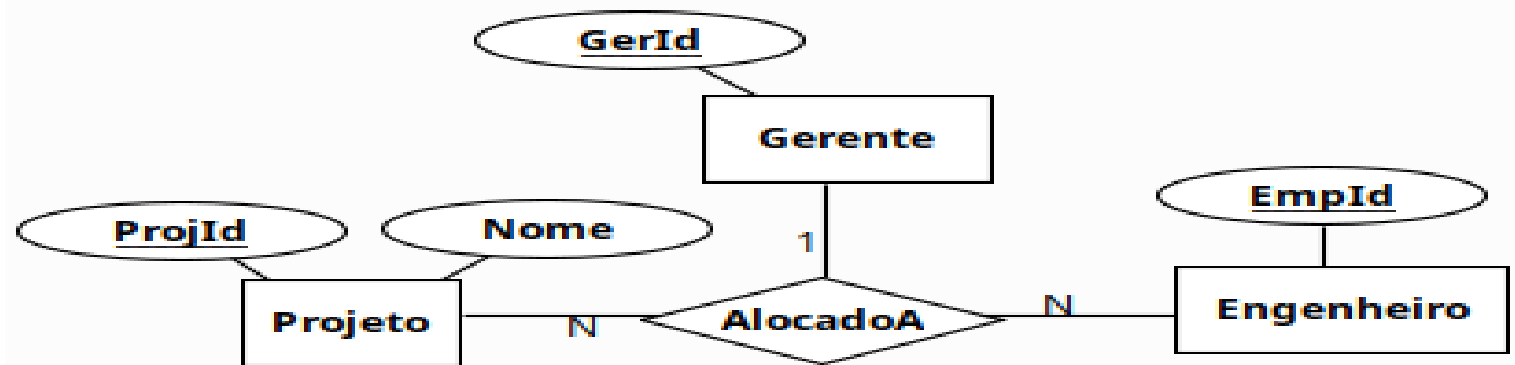 GerId
Gerente
EmpId
ProjId
Nome
1
Projeto
N
AlocadoA
N
Engenheiro